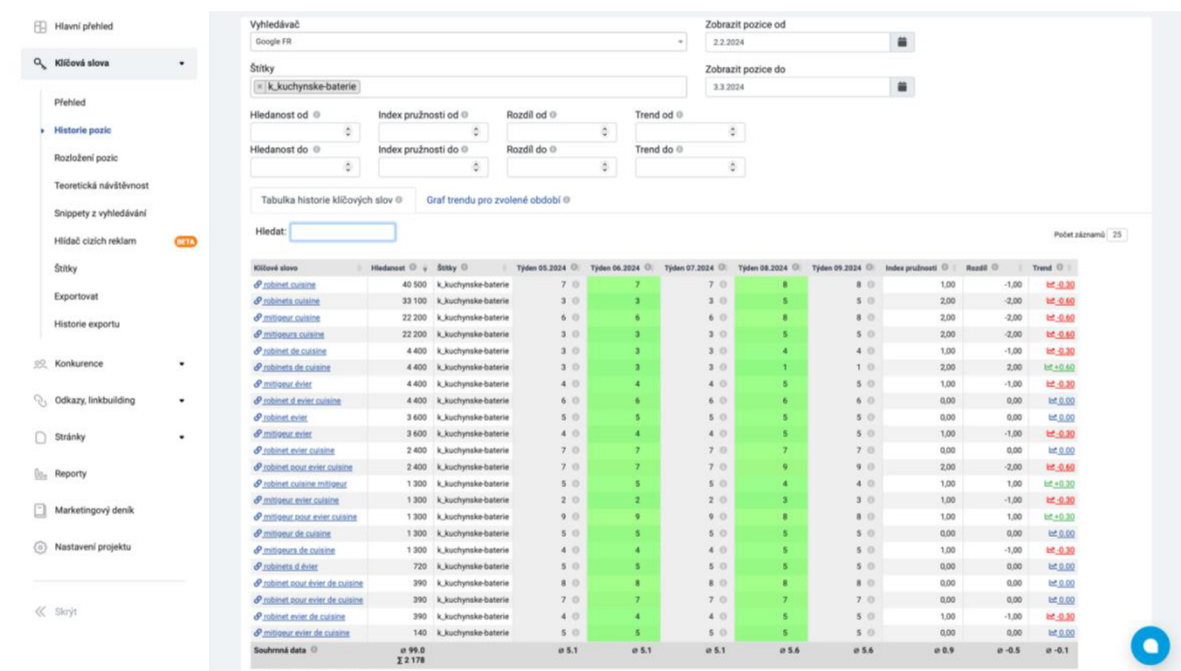 Hlavní přehled
Klíčová slova
Přehled
Historie pozic
Rozložení pozic
Teoretická návštěvnost
Snippety z vyhledávání
Hlídač cizích reklam BETA
Štítky
Exportovat
Historie exportu
Konkurence
Odkazy, linkbuilding
Stránky
Reporty
Marketingový deník
Nastavení projektu
Skrýt
Vyhledávač
Google FR
Zobrazit pozice od
2.2.2024
Štítky
× k_kuchynske-baterie
Zobrazit pozice do
3.3.2024
Hledanost od Index pružnosti od Rozdíl od Trend od
Hledanost do Index pružnosti do Rozdíl do Trend do
Tabulka historie klíčových slov Graf trendu pro zvolené období
Hledat:
Počet záznamů 25
Klíčové slovo Hledanost Štítky Týden 05.2024 Týden 06.2024 Týden 07.2024 Týden 08.2024 Týden 09.2024 Index pružnosti Rozdíl Trend
robinet cuisine 40 500 k_kuchynske-baterie 7 7 7 8 8 1,00 -1,00 -0.30
robinets cuisine 33 100 k_kuchynske-baterie 3 3 3 5 5 2,00 -2,00 -0.60
mitigeur cuisine 22 200 k_kuchynske-baterie 6 6 6 8 8 2,00 -2,00 -0.60
mitigeurs cuisine 22 200 k_kuchynske-baterie 3 3 3 5 5 2,00 -2,00 -0.60
robinet de cuisine 4 400 k_kuchynske-baterie 3 3 3 4 4 1,00 -1,00 -0.30
robinets de cuisine 4 400 k_kuchynske-baterie 3 3 3 1 1 2,00 2,00 +0.60
mitigeur évier 4 400 k_kuchynske-baterie 4 4 4 5 5 1,00 -1,00 -0.30
robinet d evier cuisine 4 400 k_kuchynske-baterie 6 6 6 6 6 0,00 0,00 0.00
robinet evier 3 600 k_kuchynske-baterie 5 5 5 5 5 0,00 0,00 0.00
mitigeur evier 3 600 k_kuchynske-baterie 4 4 4 5 5 1,00 -1,00 -0.30
robinet evier cuisine 2 400 k_kuchynske-baterie 7 7 7 7 7 0,00 0,00 0.00
robinet pour evier cuisine 2 400 k_kuchynske-baterie 7 7 7 9 9 2,00 -2,00 -0.60
robinet cuisine mitigeur 1 300 k_kuchynske-baterie 5 5 5 4 4 1,00 1,00 +0.30
mitigeur evier cuisine 1 300 k_kuchynske-baterie 2 2 2 3 3 1,00 -1,00 -0.30
mitigeur pour evier cuisine 1 300 k_kuchynske-baterie 9 9 9 8 8 1,00 1,00 +0.30
mitigeur de cuisine 1 300 k_kuchynske-baterie 5 5 5 5 5 0,00 0,00 0.00
mitigeurs de cuisine 1 300 k_kuchynske-baterie 4 4 4 5 5 1,00 -1,00 -0.30
robinets d évier 720 k_kuchynske-baterie 5 5 5 5 5 0,00 0,00 0.00
robinet pour évier de cuisine 390 k_kuchynske-baterie 8 8 8 8 8 0,00 0,00 0.00
robinet pour evier de cuisine 390 k_kuchynske-baterie 7 7 7 7 7 0,00 0,00 0.00
robinet evier de cuisine 390 k_kuchynske-baterie 4 4 4 5 5 1,00 -1,00 -0.30
mitigeur evier de cuisine 140 k_kuchynske-baterie 5 5 5 5 5 0,00 0,00 0.00
Souhrnná data ø 99.0 ø 5.1 ø 5.1 ø 5.1 ø 5.6 ø 5.6 ø 0.9 ø -0.5 ø -0.1
Σ 2 178